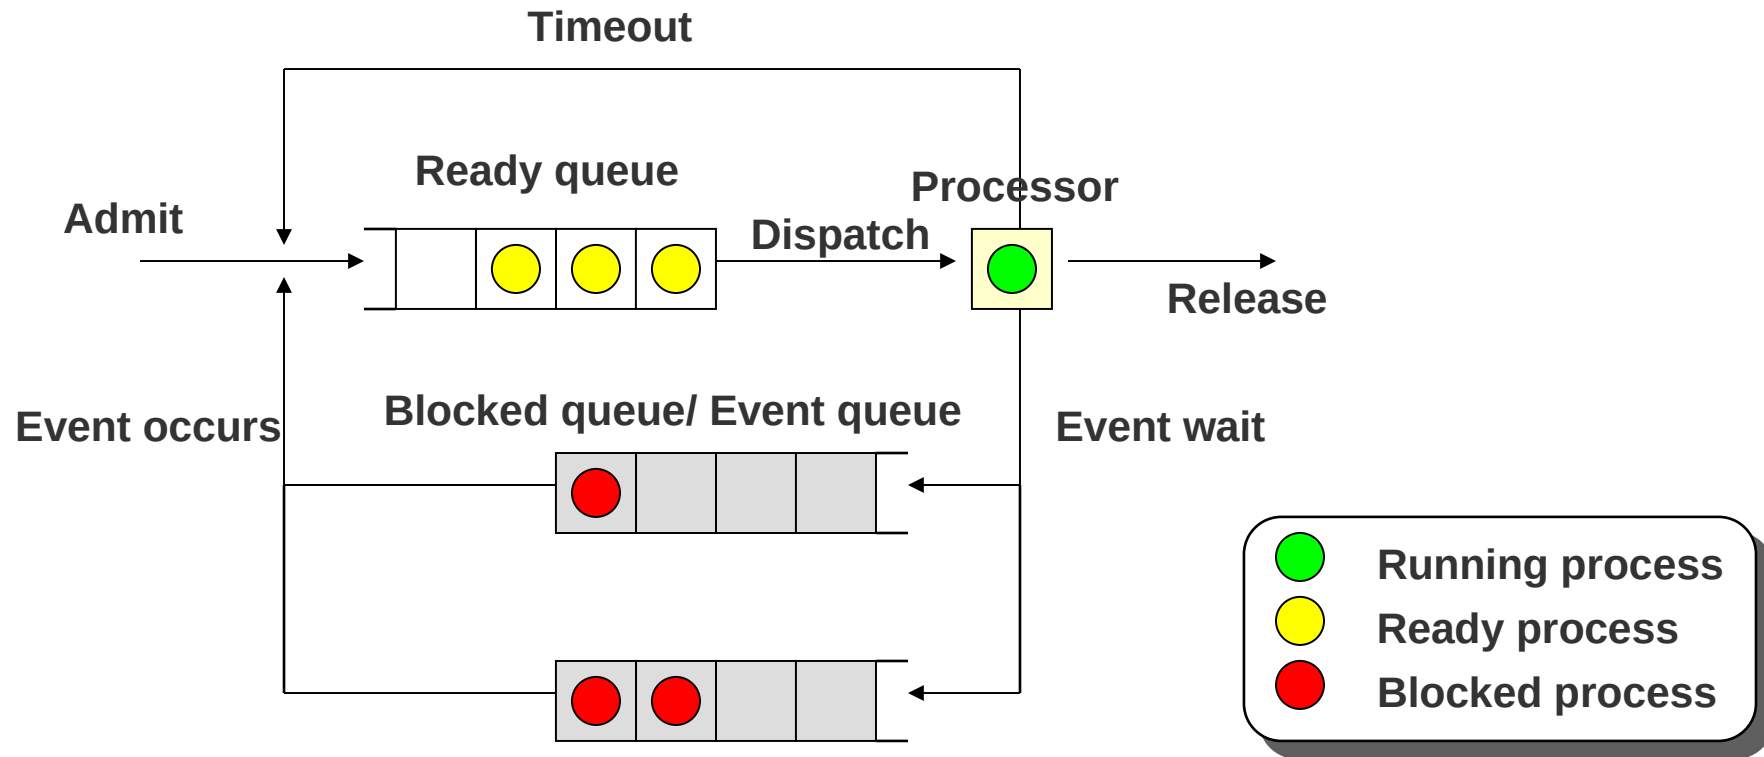 Timeout
Ready queue
Processor
Admit
Dispatch
Release
Blocked queue/ Event queue
Event occurs
Event wait
Running process
Ready process
Blocked process